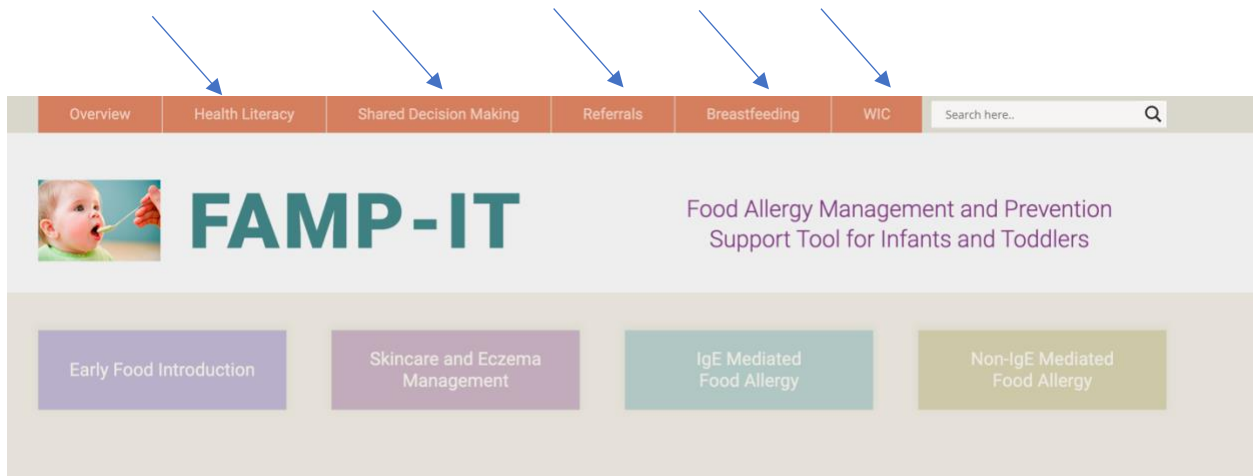 Overview Health Literacy Shared Decision Making Referrals Breastfeeding WIC Search here..
FAMP-IT
Food Allergy Management and Prevention
Support Tool for Infants and Toddlers
Early Food Introduction
Skincare and Eczema
Management
IgE Mediated
Food Allergy
Non-IgE Mediated
Food Allergy